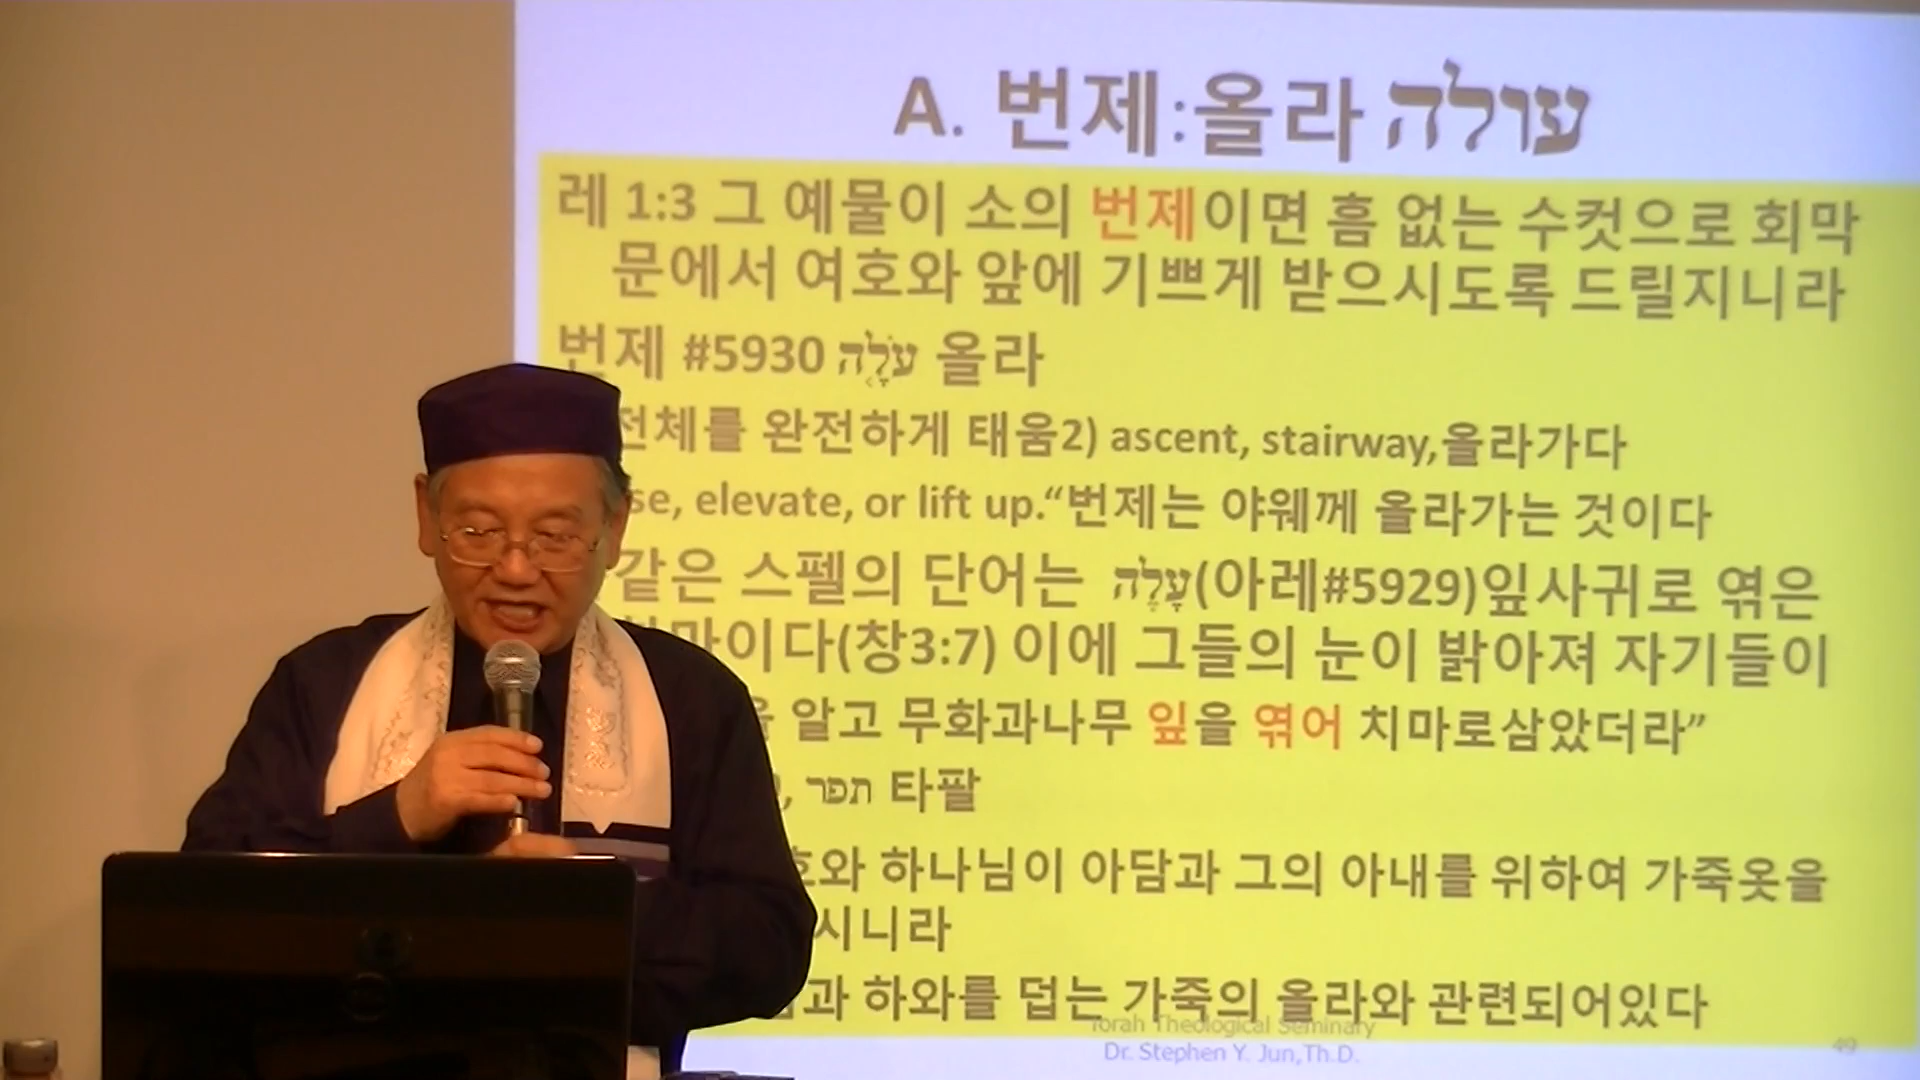 A. 번제:올라 עולה
레 1:3 그 예물이 소의 번제이면 흠 없는 수컷으로 회막
문에서 여호와 앞에 기쁘게 받으시도록 드릴지니라
번제 #5930 עֹלָ֤ה 올라
전체를 완전하게 태움2) ascent, stairway,올라가다
se, elevate, or lift up.“번제는 야웨께 올라가는 것이다
같은 스펠의 단어는 עָלֶה(아레#5929)잎사귀로 엮은
이다(창3:7) 이에 그들의 눈이 밝아져 자기들이
알고 무화과나무 잎을 엮어 치마로삼았더라”
, תפר 타팔
호와 하나님이 아담과 그의 아내를 위하여 가죽옷을
시니라
과 하와를 덥는 가죽의 올라와 관련되어있다
Torah Theological Seminary
Dr. Stephen Y. Jun,Th.D.
49